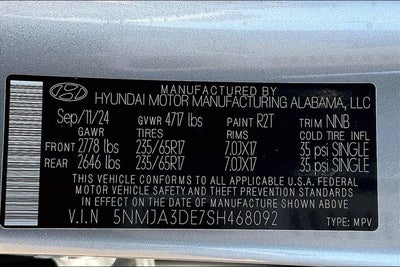 MANUFACTURED BY
HYUNDAI MOTOR MANUFACTURING ALABAMA, LLC
Sep/11/24 GVWR 4717 lbs PAINT R2T TRIM NNB
GAWR TIRES RIMS COLD TIRE INFL
FRONT 2778 lbs 235/65R17 7.0JX17 35 psi SINGLE
REAR 2646 lbs 235/65R17 7.0JX17 35 psi SINGLE
THIS VEHICLE CONFORMS TO ALL APPLICABLE U.S.A. FEDERAL
MOTOR VEHICLE SAFETY AND THEFT PREVENTION STANDARDS
IN EFFECT ON THE DATE OF MANUFACTURE SHOWN ABOVE.
V.I.N 5NMJA3DE7SH468092 TYPE: MPV